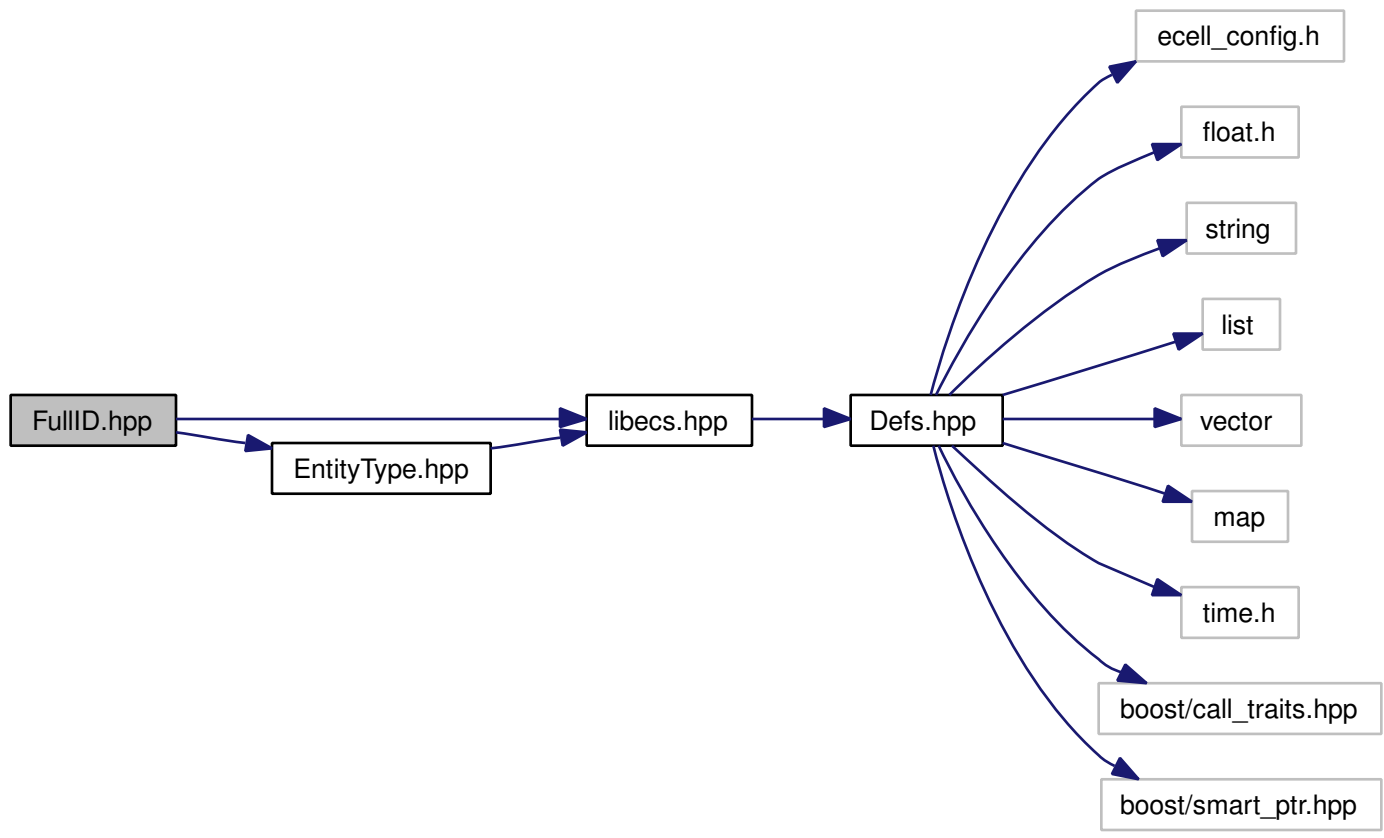 ecell_config.h
float.h
string
list
FullID.hpp
libecs.hpp
Defs.hpp
vector
EntityType.hpp
map
time.h
boost/call_traits.hpp
boost/smart_ptr.hpp